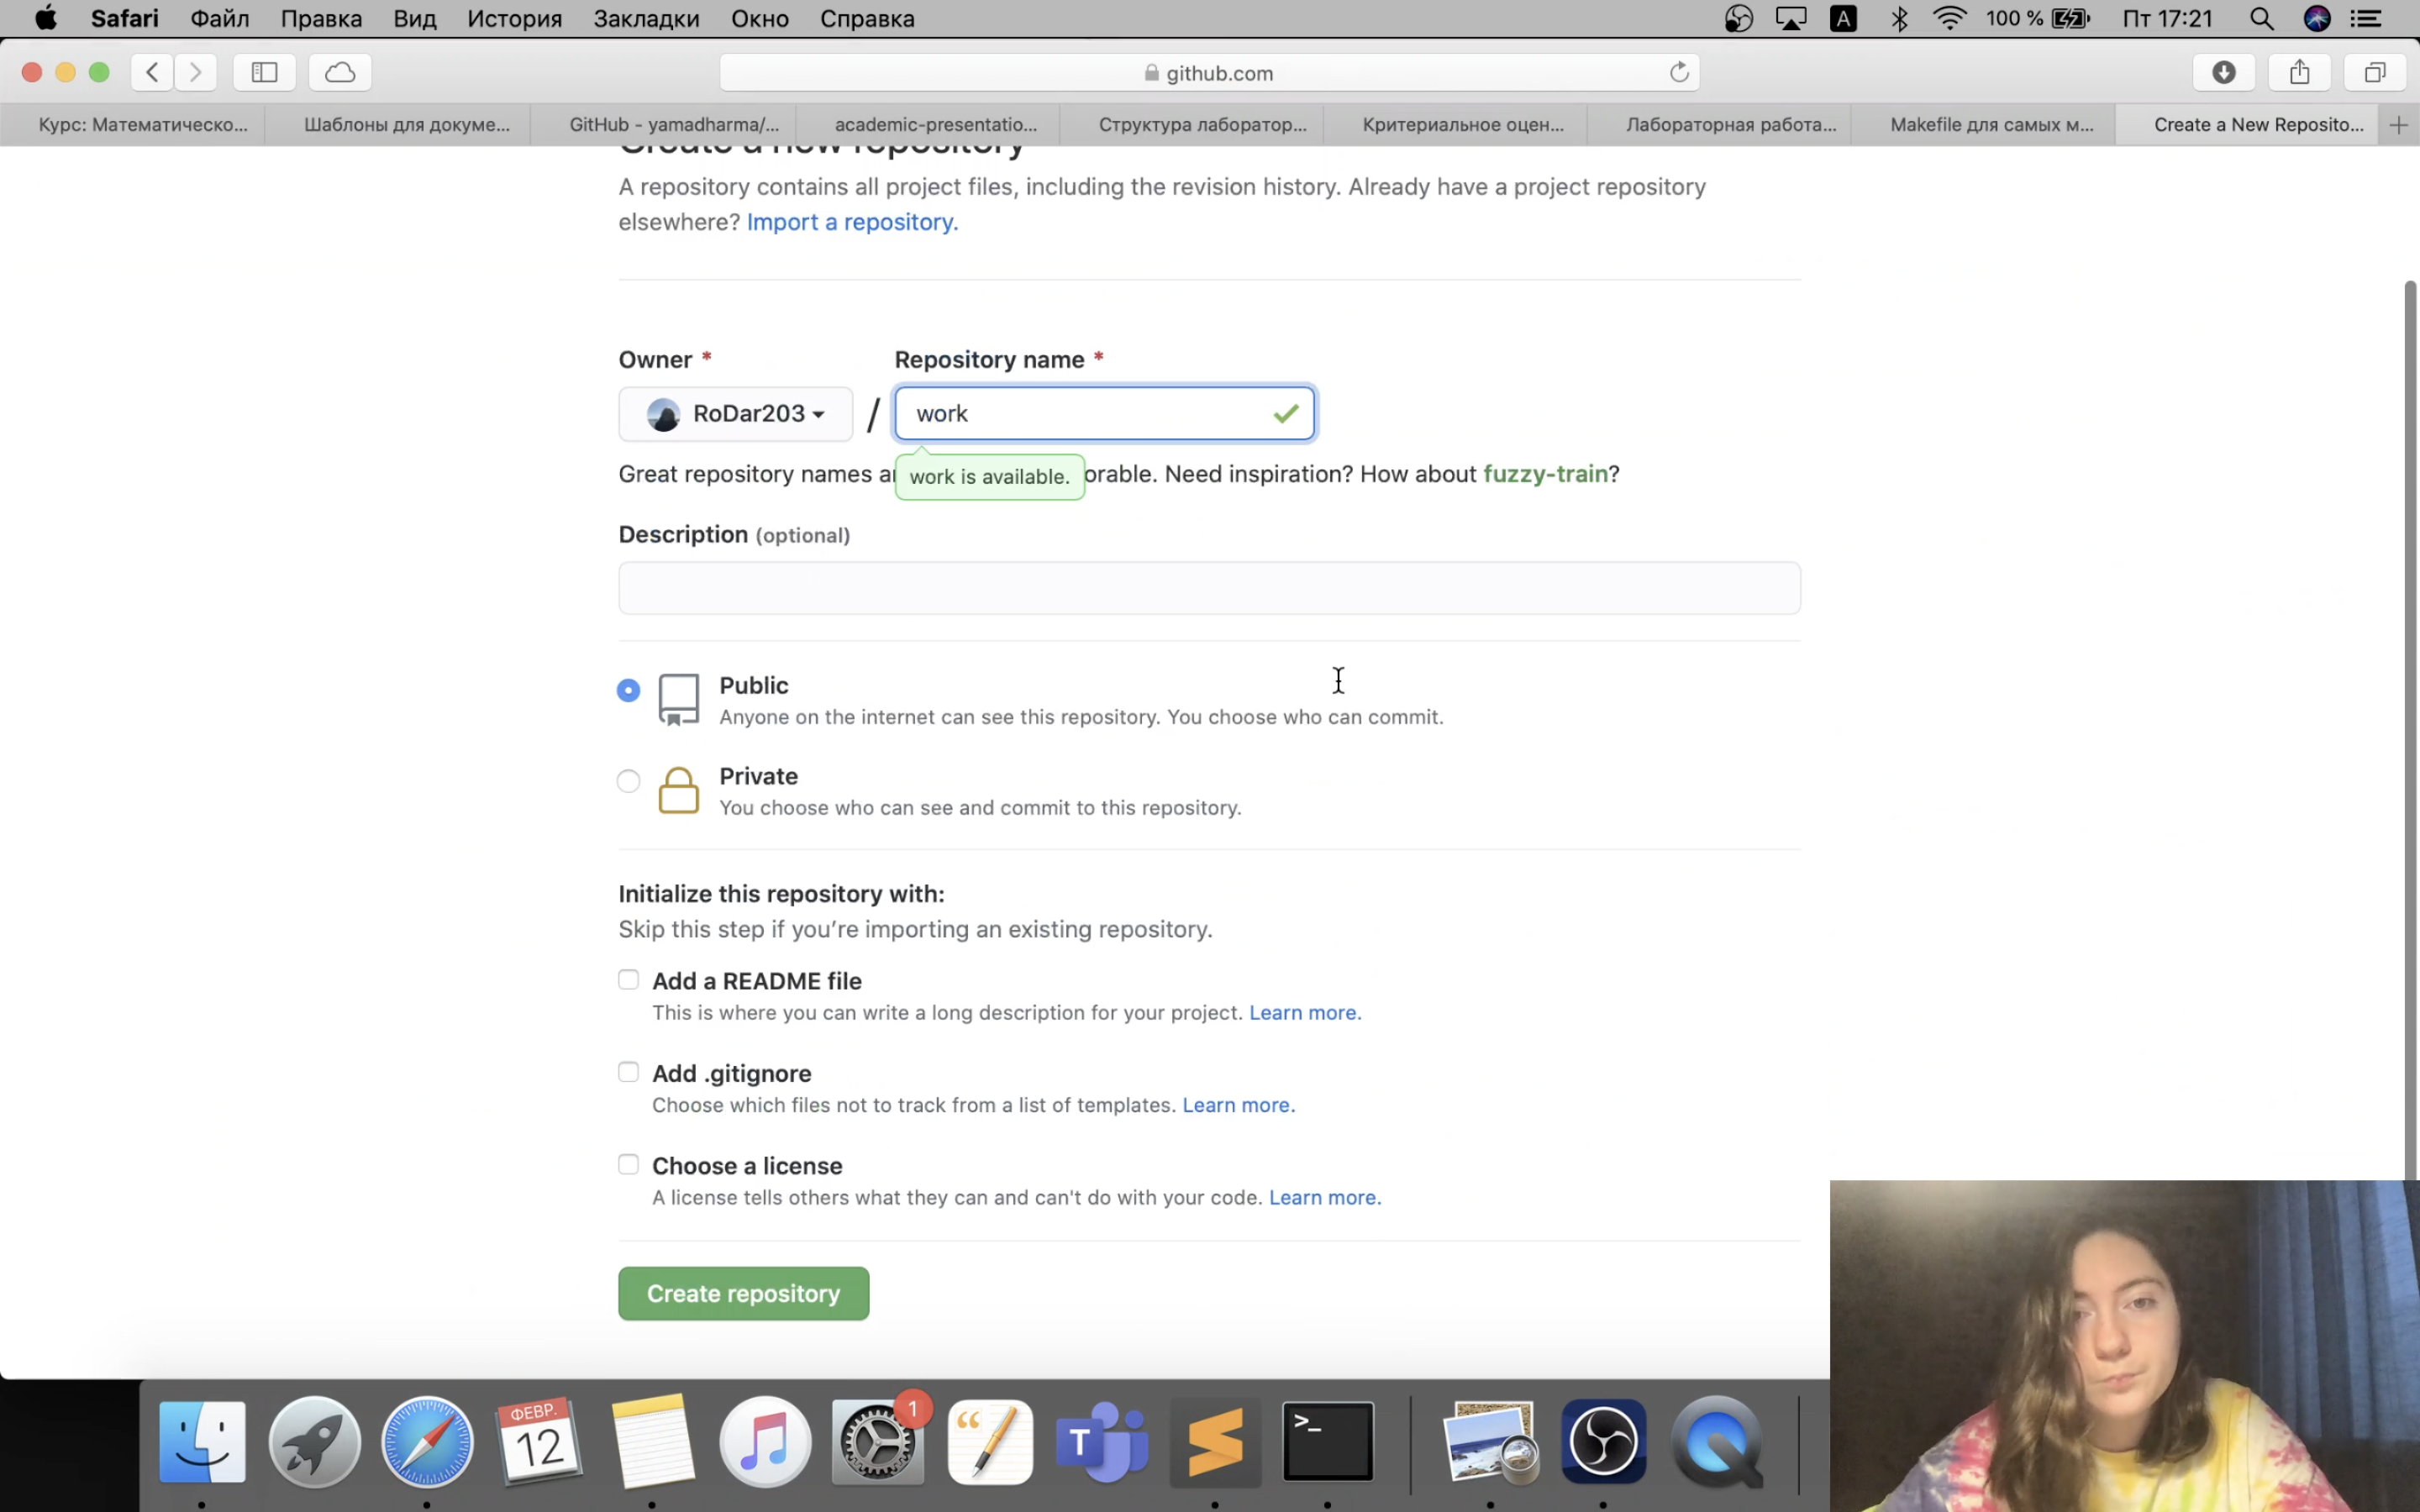 Safari Файл Правка Вид История Закладки Окно Справка A 100 % Пт 17:21
github.com
Курс: Математическо... Шаблоны для докуме... GitHub - yamadharma/... academic-presentatio... Структура лаборатор... Критериальное оцен... Лабораторная работа... Makefile для самых м... Create a New Reposito...
Create a new repository
A repository contains all project files, including the revision history. Already have a project repository
elsewhere? Import a repository.
Owner * Repository name *
RoDar203 / work
Great repository names a work is available. orable. Need inspiration? How about fuzzy-train?
Description (optional)
Public
Anyone on the internet can see this repository. You choose who can commit.
Private
You choose who can see and commit to this repository.
Initialize this repository with:
Skip this step if you’re importing an existing repository.
Add a README file
This is where you can write a long description for your project. Learn more.
Add .gitignore
Choose which files not to track from a list of templates. Learn more.
Choose a license
A license tells others what they can and can't do with your code. Learn more.
Create repository
ФЕВР.
12
1
T
>_